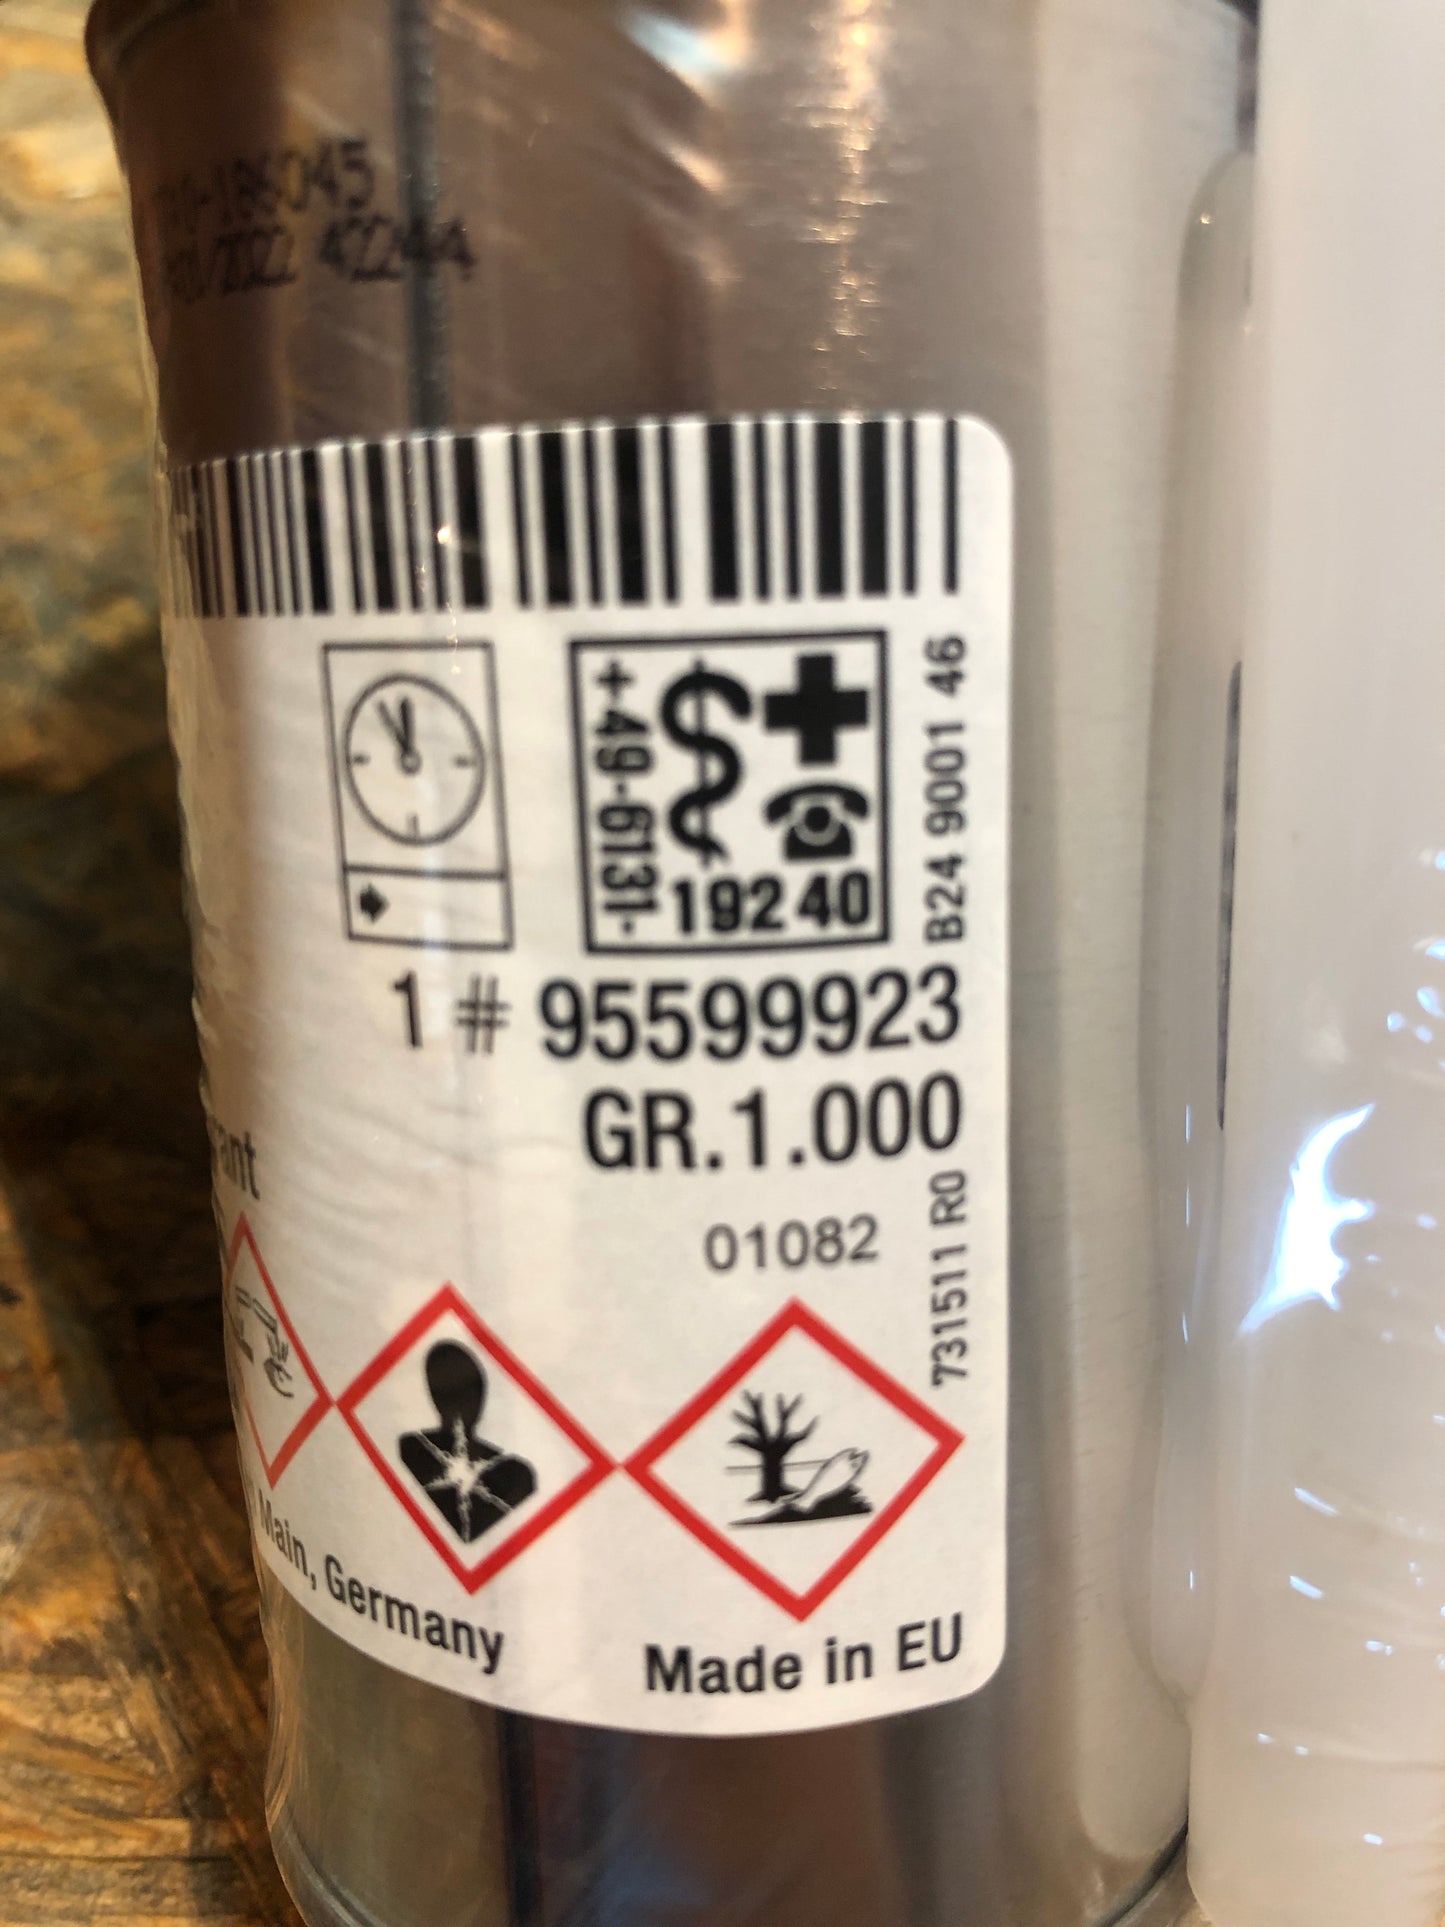 +49-6131-
19240
B24 9001 46
1 # 95599923
GR.1.000
01082
731511 R0
Main, Germany
Made in EU